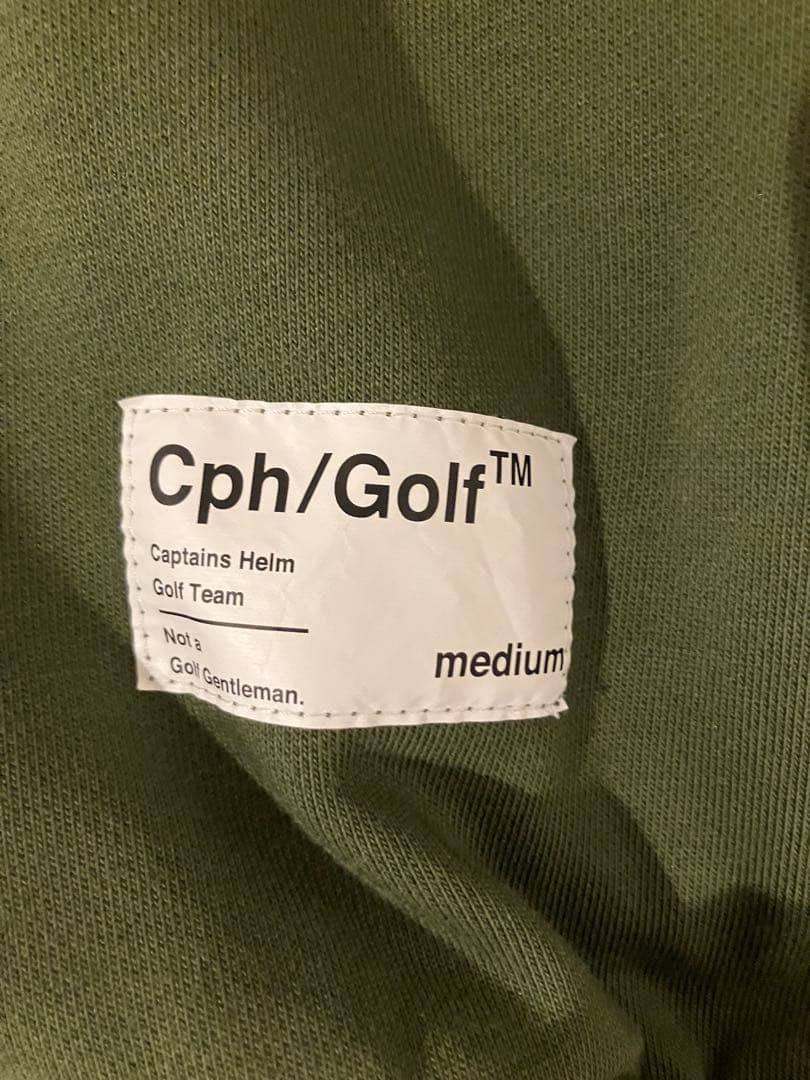 Cph/Golf™
Captains Helm
Golf Team
Not a
Golf Gentleman.
medium